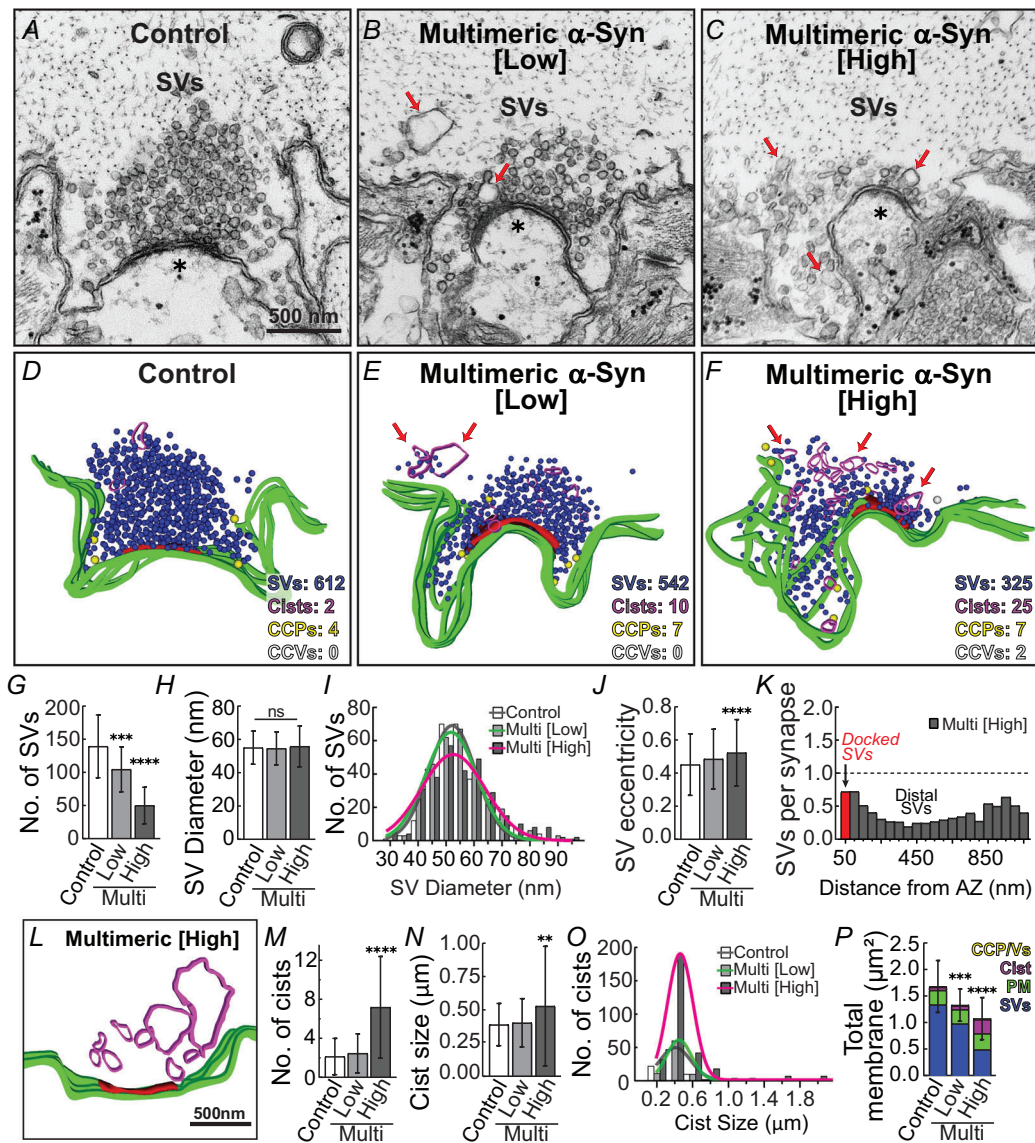 A
Control
SVs
*
500 nm
B
Multimeric α-Syn
[Low]
SVs
*
C
Multimeric α-Syn
[High]
SVs
*
D
Control
SVs: 612
Cists: 2
CCPs: 4
CCVs: 0
E
Multimeric α-Syn
[Low]
SVs: 542
Cists: 10
CCPs: 7
CCVs: 0
F
Multimeric α-Syn
[High]
SVs: 325
Cists: 25
CCPs: 7
CCVs: 2
G
No. of SVs
200
150
100
50
0
***
****
Control
Low
High
Multi
H
SV Diameter (nm)
80
60
40
20
0
ns
Control
Low
High
Multi
I
No. of SVs
80
60
40
20
0
Control
Multi [Low]
Multi [High]
30 40 50 60 70 80 90
SV Diameter (nm)
J
SV eccentricity
0.8
0.6
0.4
0.2
0.0
****
Control
Low
High
Multi
K
SVs per synapse
2.0
1.5
1.0
0.5
0.0
Multi [High]
Docked
SVs
Distal
SVs
50 450 850
Distance from AZ (nm)
L
Multimeric [High]
500nm
M
No. of cists
15
10
5
0
****
Control
Low
High
Multi
N
Cist size (µm)
1.00
0.75
0.50
0.25
0.00
**
Control
Low
High
Multi
O
No. of cists
200
150
100
50
0
Control
Multi [Low]
Multi [High]
0.2 0.6 1.0 1.4 1.8
Cist Size (µm)
P
Total
membrane (µm²)
2.5
2.0
1.5
1.0
0.5
0.0
***
****
CCP/Vs
Cist
PM
SVs
Control
Low
High
Multi